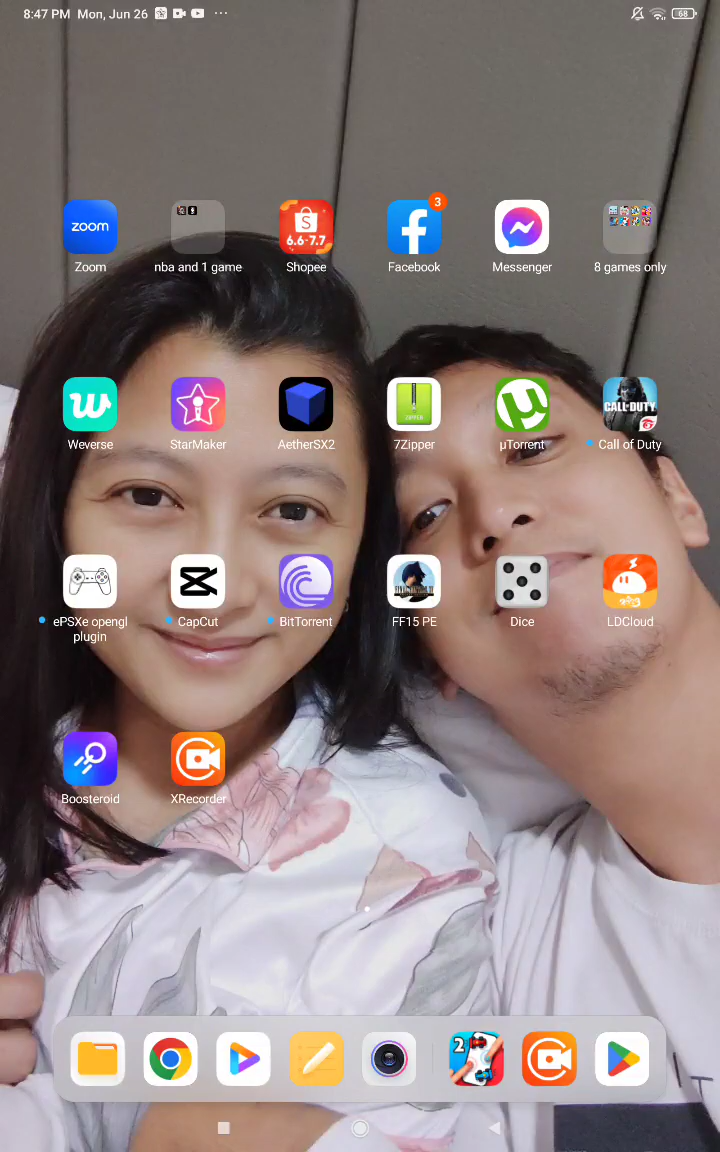 8:47 PM Mon, Jun 26
68
zoom
6.6-7.7
f
3
Zoom
nba and 1 game
Shopee
Facebook
Messenger
8 games only
w
ZIPPER
µ
CALL·DUTY
Weverse
StarMaker
AetherSX2
7Zipper
µTorrent
Call of Duty
ePSXe opengl
plugin
CapCut
BitTorrent
FF15 PE
Dice
LDCloud
Boosteroid
XRecorder
2